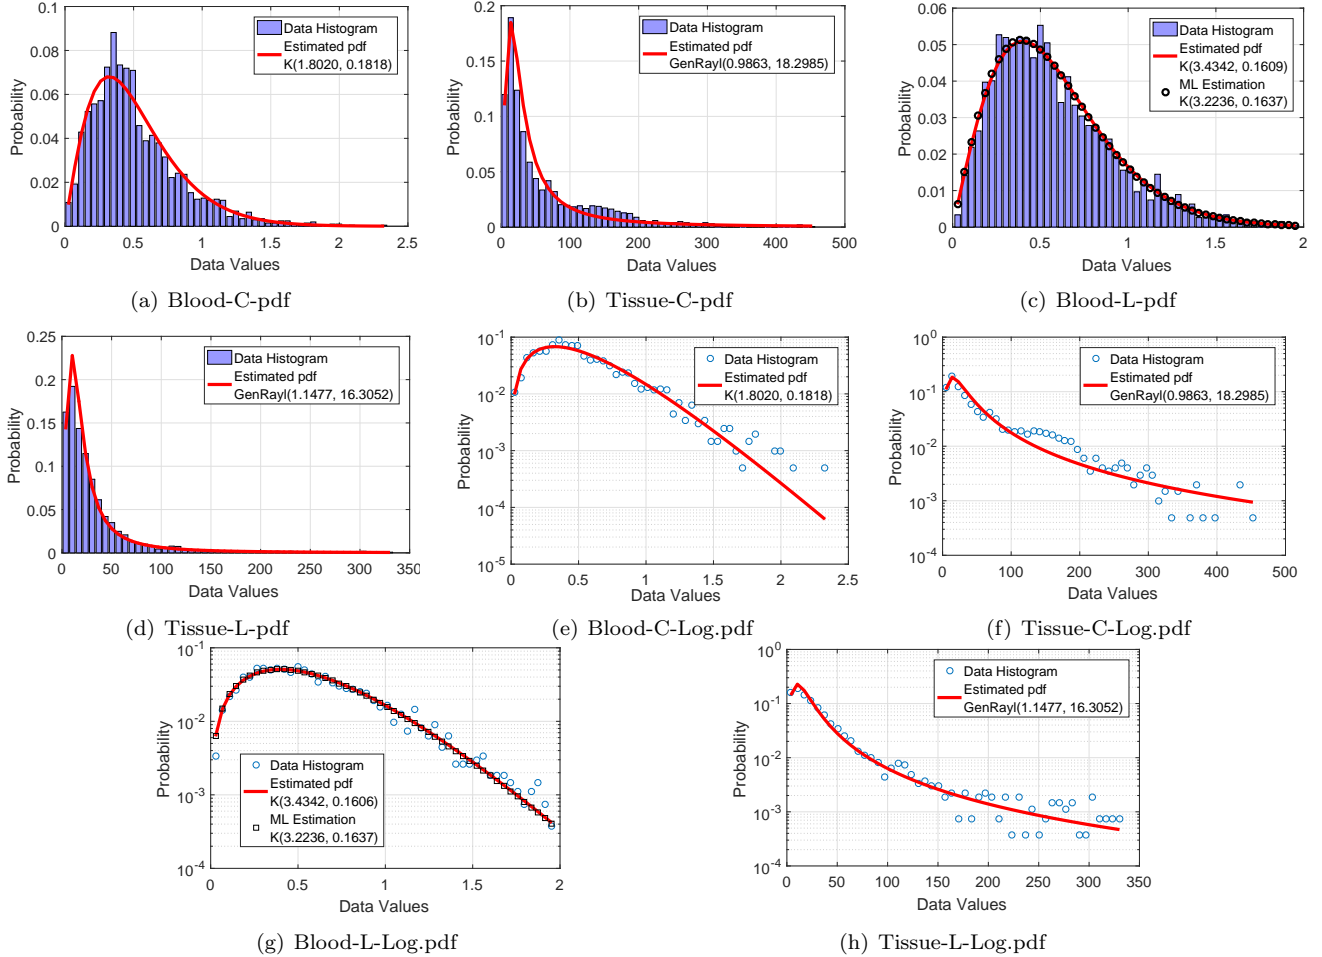 0.1
0.08
0.06
0.04
0.02
0
Probability
0
0.5
1
1.5
2
2.5
Data Values
Data Histogram
Estimated pdf
K(1.8020, 0.1818)
(a) Blood-C-pdf
0.2
0.15
0.1
0.05
0
Probability
0
100
200
300
400
500
Data Values
Data Histogram
Estimated pdf
GenRayl(0.9863, 18.2985)
(b) Tissue-C-pdf
0.06
0.05
0.04
0.03
0.02
0.01
0
Probability
0
0.5
1
1.5
2
Data Values
Data Histogram
Estimated pdf
K(3.4342, 0.1609)
ML Estimation
K(3.2236, 0.1637)
(c) Blood-L-pdf
0.25
0.2
0.15
0.1
0.05
0
Probability
0
50
100
150
200
250
300
350
Data Values
Data Histogram
Estimated pdf
GenRayl(1.1477, 16.3052)
(d) Tissue-L-pdf
10-1
10-2
10-3
10-4
10-5
Probability
0
0.5
1
1.5
2
2.5
Data Values
Data Histogram
Estimated pdf
K(1.8020, 0.1818)
(e) Blood-C-Log.pdf
100
10-1
10-2
10-3
10-4
Probability
0
100
200
300
400
500
Data Values
Data Histogram
Estimated pdf
GenRayl(0.9863, 18.2985)
(f) Tissue-C-Log.pdf
10-1
10-2
10-3
10-4
Probability
0
0.5
1
1.5
2
Data Values
Data Histogram
Estimated pdf
K(3.4342, 0.1606)
ML Estimation
K(3.2236, 0.1637)
(g) Blood-L-Log.pdf
100
10-1
10-2
10-3
10-4
Probability
0
50
100
150
200
250
300
350
Data Values
Data Histogram
Estimated pdf
GenRayl(1.1477, 16.3052)
(h) Tissue-L-Log.pdf